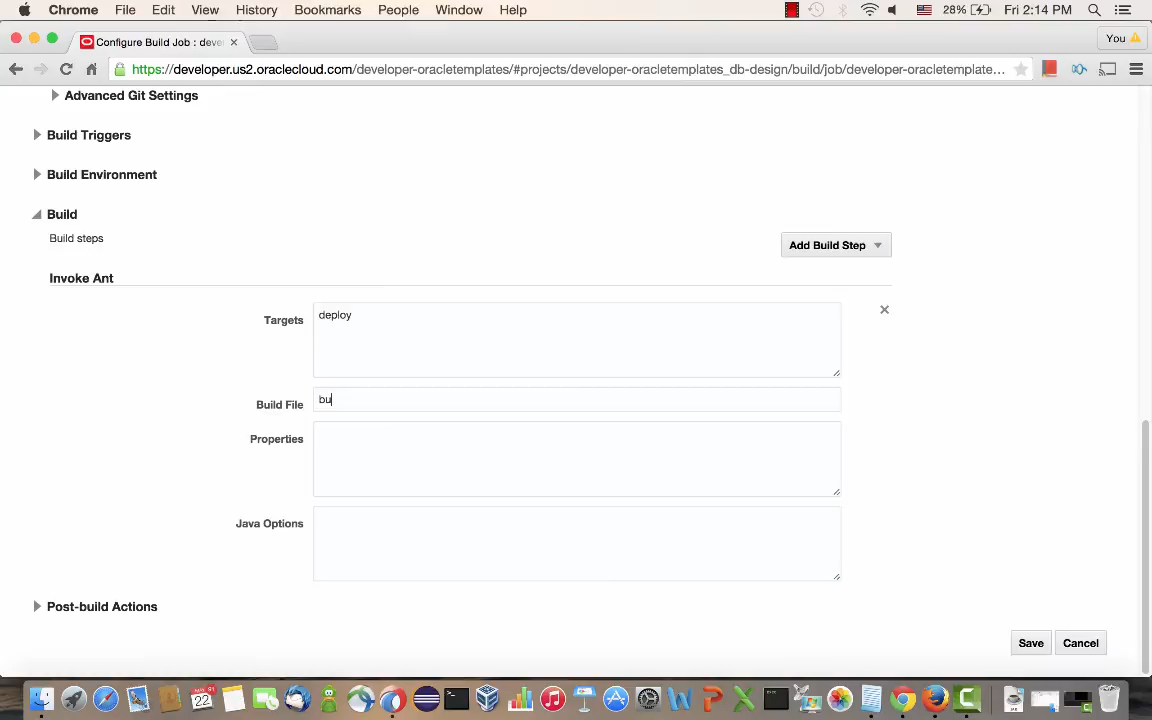 Chrome File Edit View History Bookmarks People Window Help 28% Fri 2:14 PM
Configure Build Job : deve You
https://developer.us2.oraclecloud.com/developer-oracletemplates/#projects/developer-oracletemplates_db-design/build/job/developer-oracletemplate...
Advanced Git Settings
Build Triggers
Build Environment
Build
Build steps
Add Build Step
Invoke Ant
Targets deploy
Build File bu
Properties
Java Options
Post-build Actions
Save Cancel
22